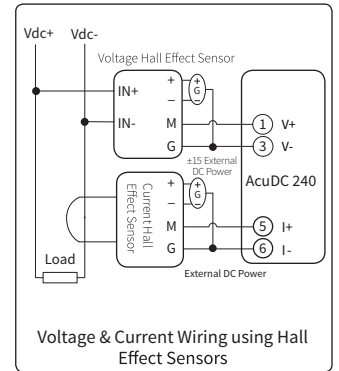 Vdc+ Vdc-
Voltage Hall Effect Sensor
IN+
IN-
+
–
M
G
+
G
–
±15 External
DC Power
1 V+
3 V-
AcuDC 240
Current Hall
Effect Sensor
+
–
M
G
+
G
–
5 I+
6 I-
Load
External DC Power
Voltage & Current Wiring using Hall
Effect Sensors